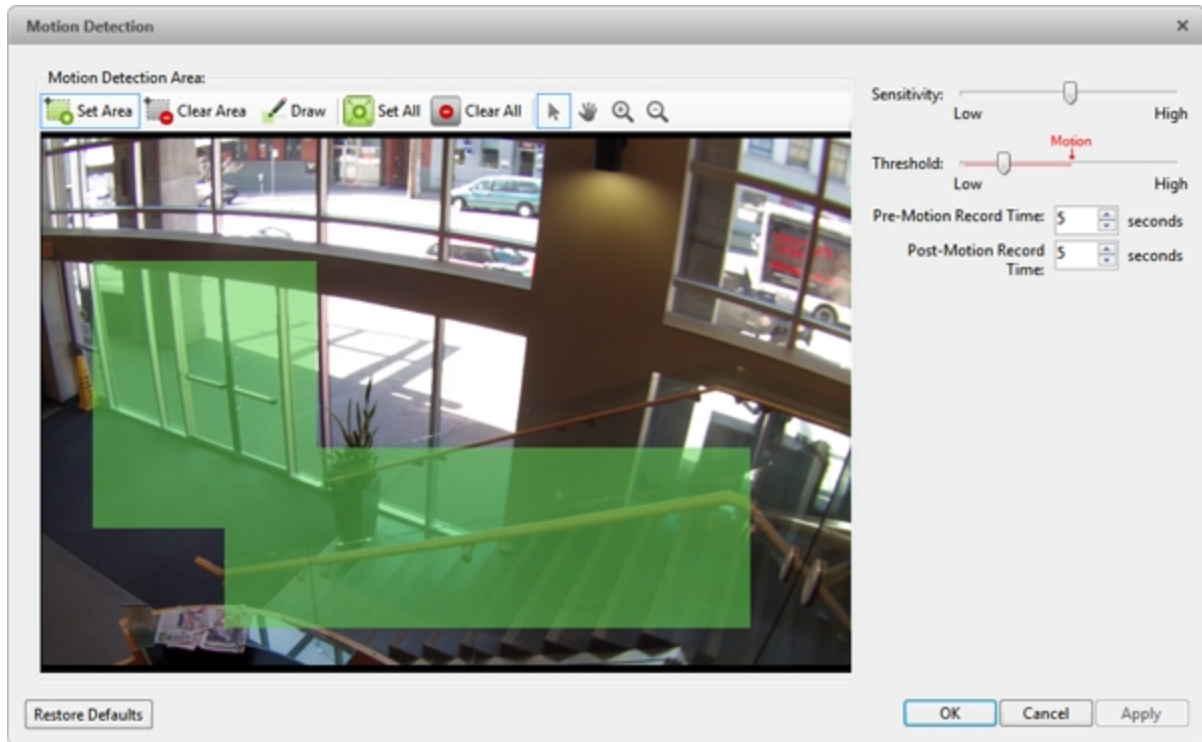 Motion Detection
Motion Detection Area:
Set Area Clear Area Draw Set All Clear All
Sensitivity:
Low High
Motion
Threshold:
Low High
Pre-Motion Record Time: 5 seconds
Post-Motion Record
Time: 5 seconds
Restore Defaults
OK Cancel Apply